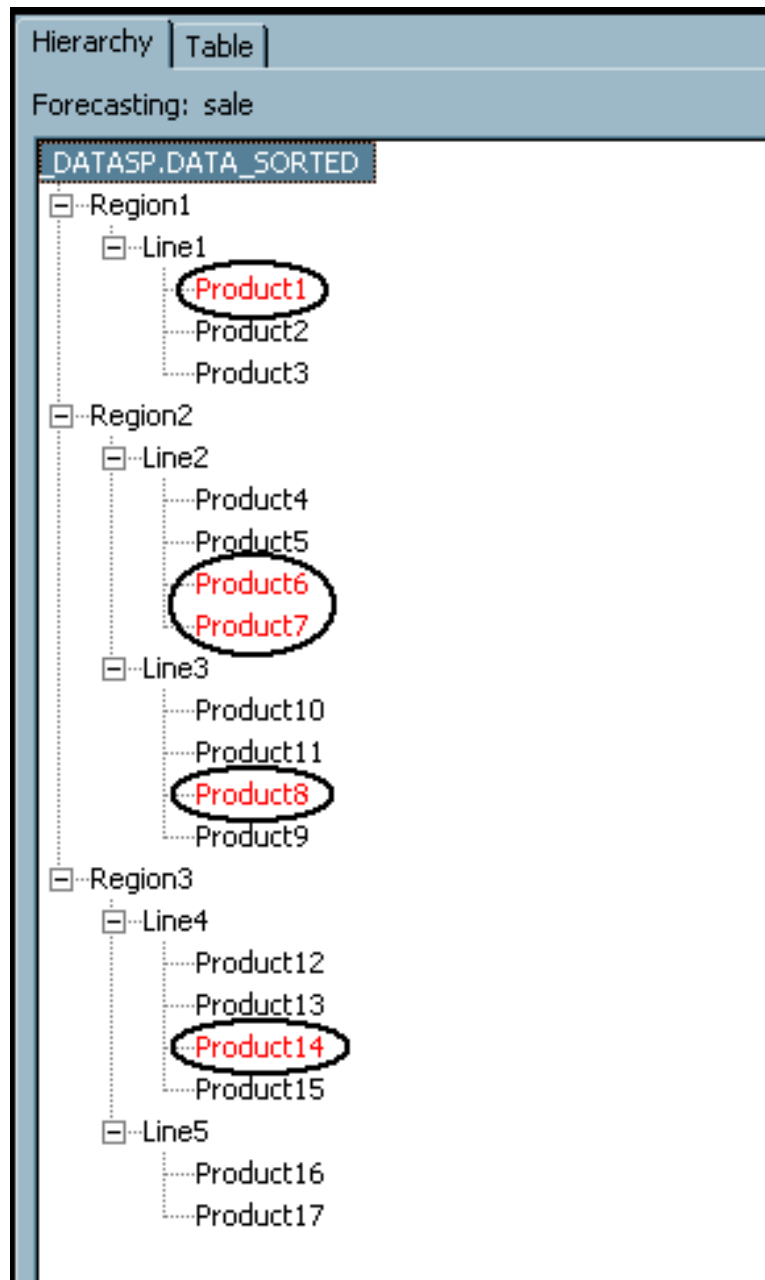 Hierarchy Table
Forecasting: sale
_DATASP.DATA_SORTED
Region1
Line1
Product1
Product2
Product3
Region2
Line2
Product4
Product5
Product6
Product7
Line3
Product10
Product11
Product8
Product9
Region3
Line4
Product12
Product13
Product14
Product15
Line5
Product16
Product17